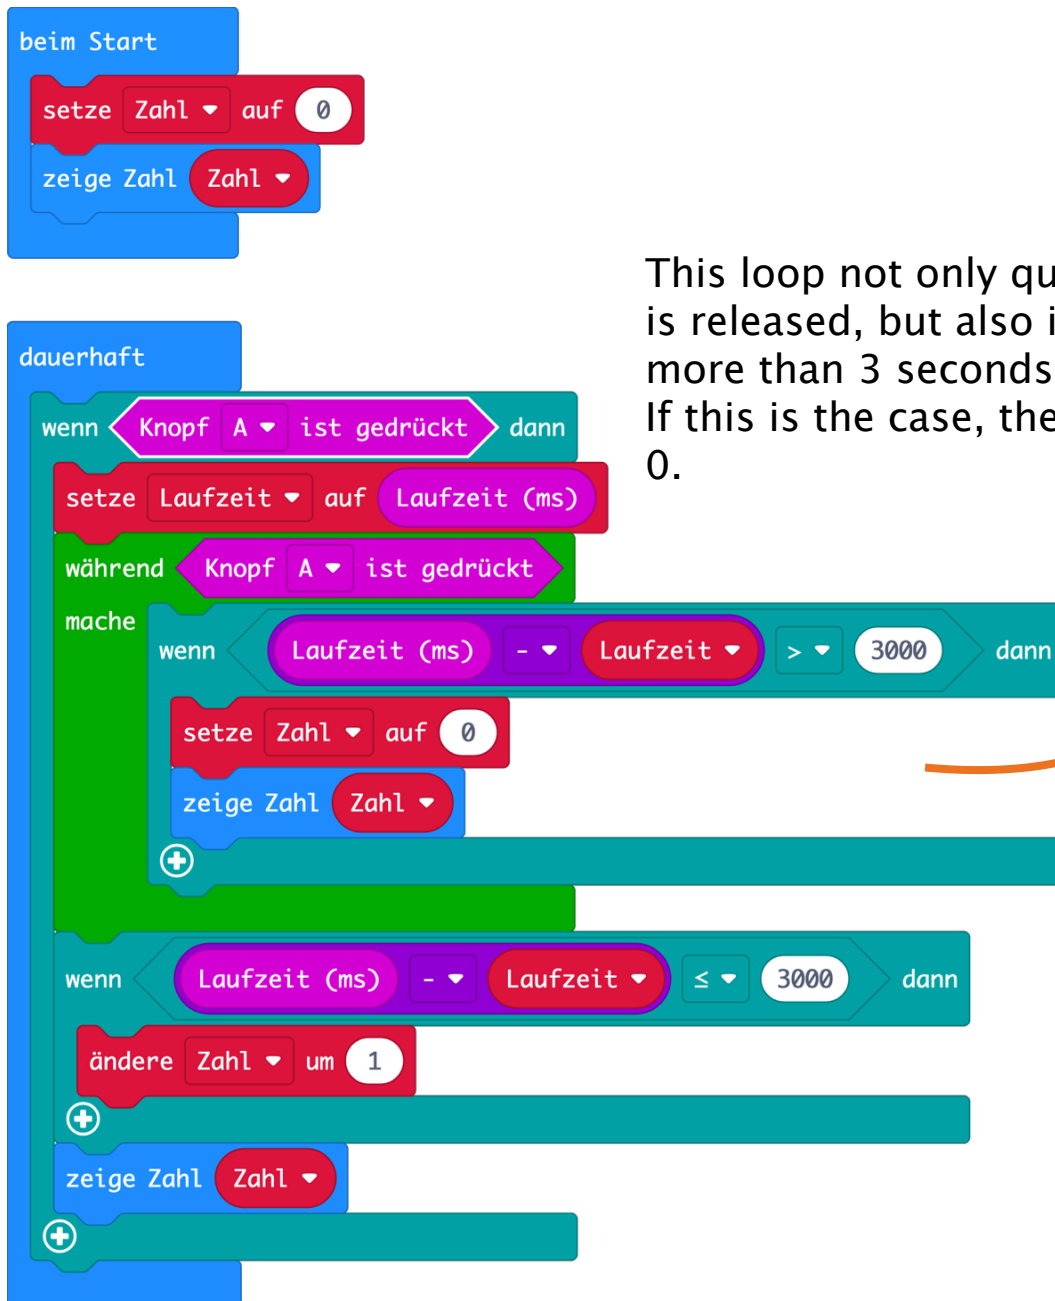 beim Start
setze Zahl auf 0
zeige Zahl Zahl
This loop not only qu
is released, but also i
more than 3 seconds
If this is the case, the
0.
dauerhaft
wenn Knopf A ist gedrückt dann
setze Laufzeit auf Laufzeit (ms)
während Knopf A ist gedrückt
mache
wenn Laufzeit (ms) - Laufzeit > 3000 dann
setze Zahl auf 0
zeige Zahl Zahl
wenn Laufzeit (ms) - Laufzeit ≤ 3000 dann
ändere Zahl um 1
zeige Zahl Zahl